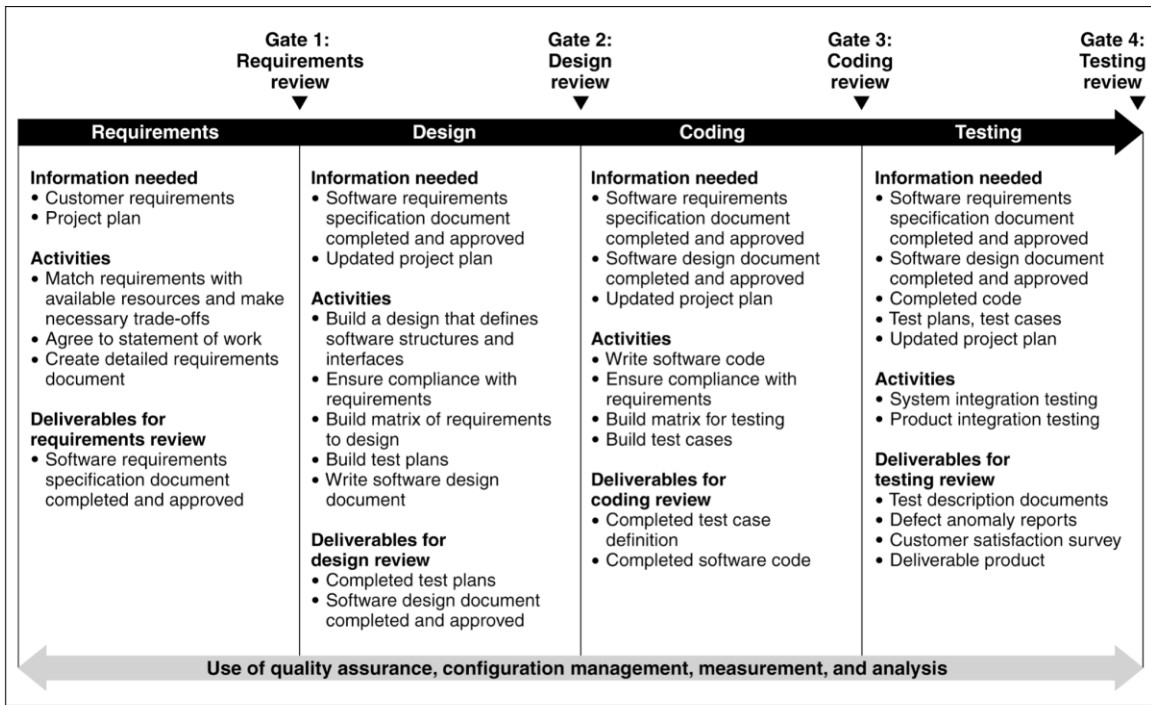 Gate 1:
Requirements
review
Gate 2:
Design
review
Gate 3:
Coding
review
Gate 4:
Testing
review
Requirements
Design
Coding
Testing
Information needed
• Customer requirements
• Project plan
Activities
• Match requirements with
available resources and make
necessary trade-offs
• Agree to statement of work
• Create detailed requirements
document
Deliverables for
requirements review
• Software requirements
specification document
completed and approved
Information needed
• Software requirements
specification document
completed and approved
• Updated project plan
Activities
• Build a design that defines
software structures and
interfaces
• Ensure compliance with
requirements
• Build matrix of requirements
to design
• Build test plans
• Write software design
document
Deliverables for
design review
• Completed test plans
• Software design document
completed and approved
Information needed
• Software requirements
specification document
completed and approved
• Software design document
completed and approved
• Updated project plan
Activities
• Write software code
• Ensure compliance with
requirements
• Build matrix for testing
• Build test cases
Deliverables for
coding review
• Completed test case
definition
• Completed software code
Information needed
• Software requirements
specification document
completed and approved
• Software design document
completed and approved
• Completed code
• Test plans, test cases
• Updated project plan
Activities
• System integration testing
• Product integration testing
Deliverables for
testing review
• Test description documents
• Defect anomaly reports
• Customer satisfaction survey
• Deliverable product
Use of quality assurance, configuration management, measurement, and analysis